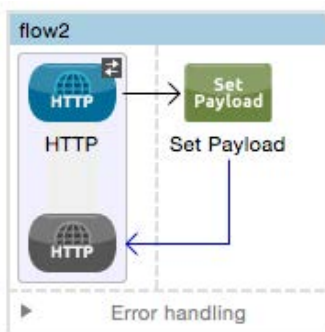 flow2
HTTP
Set
Payload
HTTP
Set Payload
HTTP
Error handling